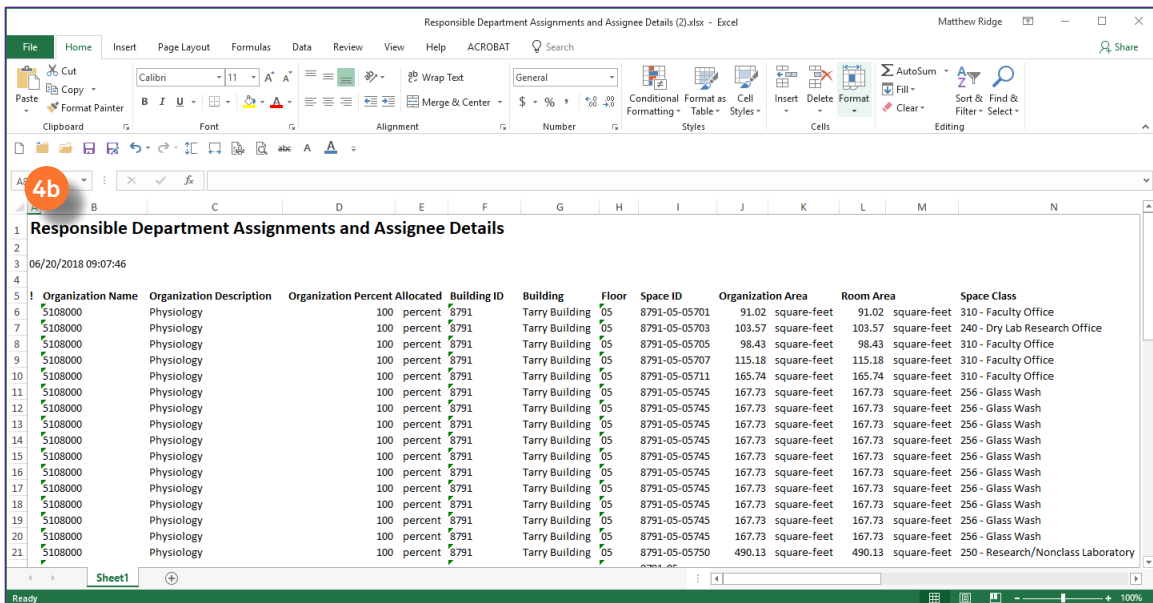 Responsible Department Assignments and Assignee Details (2).xlsx - Excel Matthew Ridge
File Home Insert Page Layout Formulas Data Review View Help ACROBAT Search Share
Cut Calibri 11 Wrap Text General AutoSum
Copy Fill
Paste Format Painter B I U Merge & Center $ % Conditional Format as Cell Insert Delete Format Clear Sort & Find &
Formatting Table Styles Filter Select
Clipboard Font Alignment Number Styles Cells Editing
abc A A
4b fx
A B C D E F G H I J K L M N
1 Responsible Department Assignments and Assignee Details
2
3 06/20/2018 09:07:46
4
5 ! Organization Name Organization Description Organization Percent Allocated Building ID Building Floor Space ID Organization Area Room Area Space Class
6 5108000 Physiology 100 percent 8791 Tarry Building 05 8791-05-05701 91.02 square-feet 91.02 square-feet 310 - Faculty Office
7 5108000 Physiology 100 percent 8791 Tarry Building 05 8791-05-05703 103.57 square-feet 103.57 square-feet 240 - Dry Lab Research Office
8 5108000 Physiology 100 percent 8791 Tarry Building 05 8791-05-05705 98.43 square-feet 98.43 square-feet 310 - Faculty Office
9 5108000 Physiology 100 percent 8791 Tarry Building 05 8791-05-05707 115.18 square-feet 115.18 square-feet 310 - Faculty Office
10 5108000 Physiology 100 percent 8791 Tarry Building 05 8791-05-05711 165.74 square-feet 165.74 square-feet 310 - Faculty Office
11 5108000 Physiology 100 percent 8791 Tarry Building 05 8791-05-05745 167.73 square-feet 167.73 square-feet 256 - Glass Wash
12 5108000 Physiology 100 percent 8791 Tarry Building 05 8791-05-05745 167.73 square-feet 167.73 square-feet 256 - Glass Wash
13 5108000 Physiology 100 percent 8791 Tarry Building 05 8791-05-05745 167.73 square-feet 167.73 square-feet 256 - Glass Wash
14 5108000 Physiology 100 percent 8791 Tarry Building 05 8791-05-05745 167.73 square-feet 167.73 square-feet 256 - Glass Wash
15 5108000 Physiology 100 percent 8791 Tarry Building 05 8791-05-05745 167.73 square-feet 167.73 square-feet 256 - Glass Wash
16 5108000 Physiology 100 percent 8791 Tarry Building 05 8791-05-05745 167.73 square-feet 167.73 square-feet 256 - Glass Wash
17 5108000 Physiology 100 percent 8791 Tarry Building 05 8791-05-05745 167.73 square-feet 167.73 square-feet 256 - Glass Wash
18 5108000 Physiology 100 percent 8791 Tarry Building 05 8791-05-05745 167.73 square-feet 167.73 square-feet 256 - Glass Wash
19 5108000 Physiology 100 percent 8791 Tarry Building 05 8791-05-05745 167.73 square-feet 167.73 square-feet 256 - Glass Wash
20 5108000 Physiology 100 percent 8791 Tarry Building 05 8791-05-05745 167.73 square-feet 167.73 square-feet 256 - Glass Wash
21 5108000 Physiology 100 percent 8791 Tarry Building 05 8791-05-05750 490.13 square-feet 490.13 square-feet 250 - Research/Nonclass Laboratory
Sheet1
Ready 100%